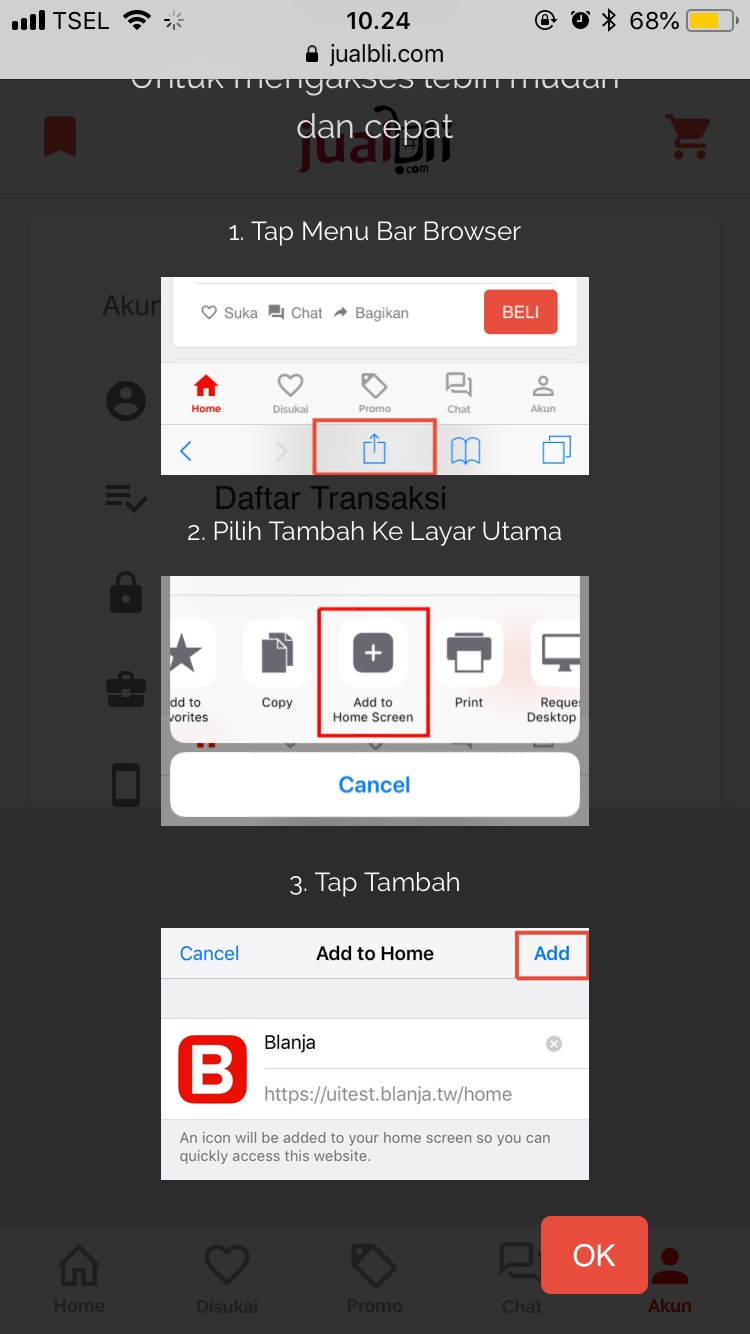 TSEL
10.24
68%
jualbli.com
Untuk mengakses lebih mudah
dan cepat
jualbli
.com
1. Tap Menu Bar Browser
Akun
Suka Chat Bagikan BELI
Home Disukai Promo Chat Akun
Daftar Transaksi
2. Pilih Tambah Ke Layar Utama
dd to
vorites
Copy
Add to
Home Screen
Print
Reques
Desktop
Cancel
3. Tap Tambah
Cancel Add to Home Add
B
Blanja
https://uitest.blanja.tw/home
An icon will be added to your home screen so you can
quickly access this website.
OK
Home Disukai Promo Chat Akun